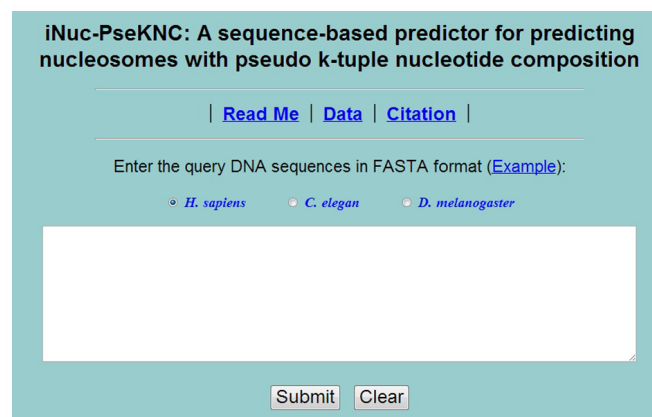 iNuc-PseKNC: A sequence-based predictor for predicting
nucleosomes with pseudo k-tuple nucleotide composition
| Read Me | Data | Citation |
Enter the query DNA sequences in FASTA format (Example):
H. sapiens C. elegan D. melanogaster
Submit Clear